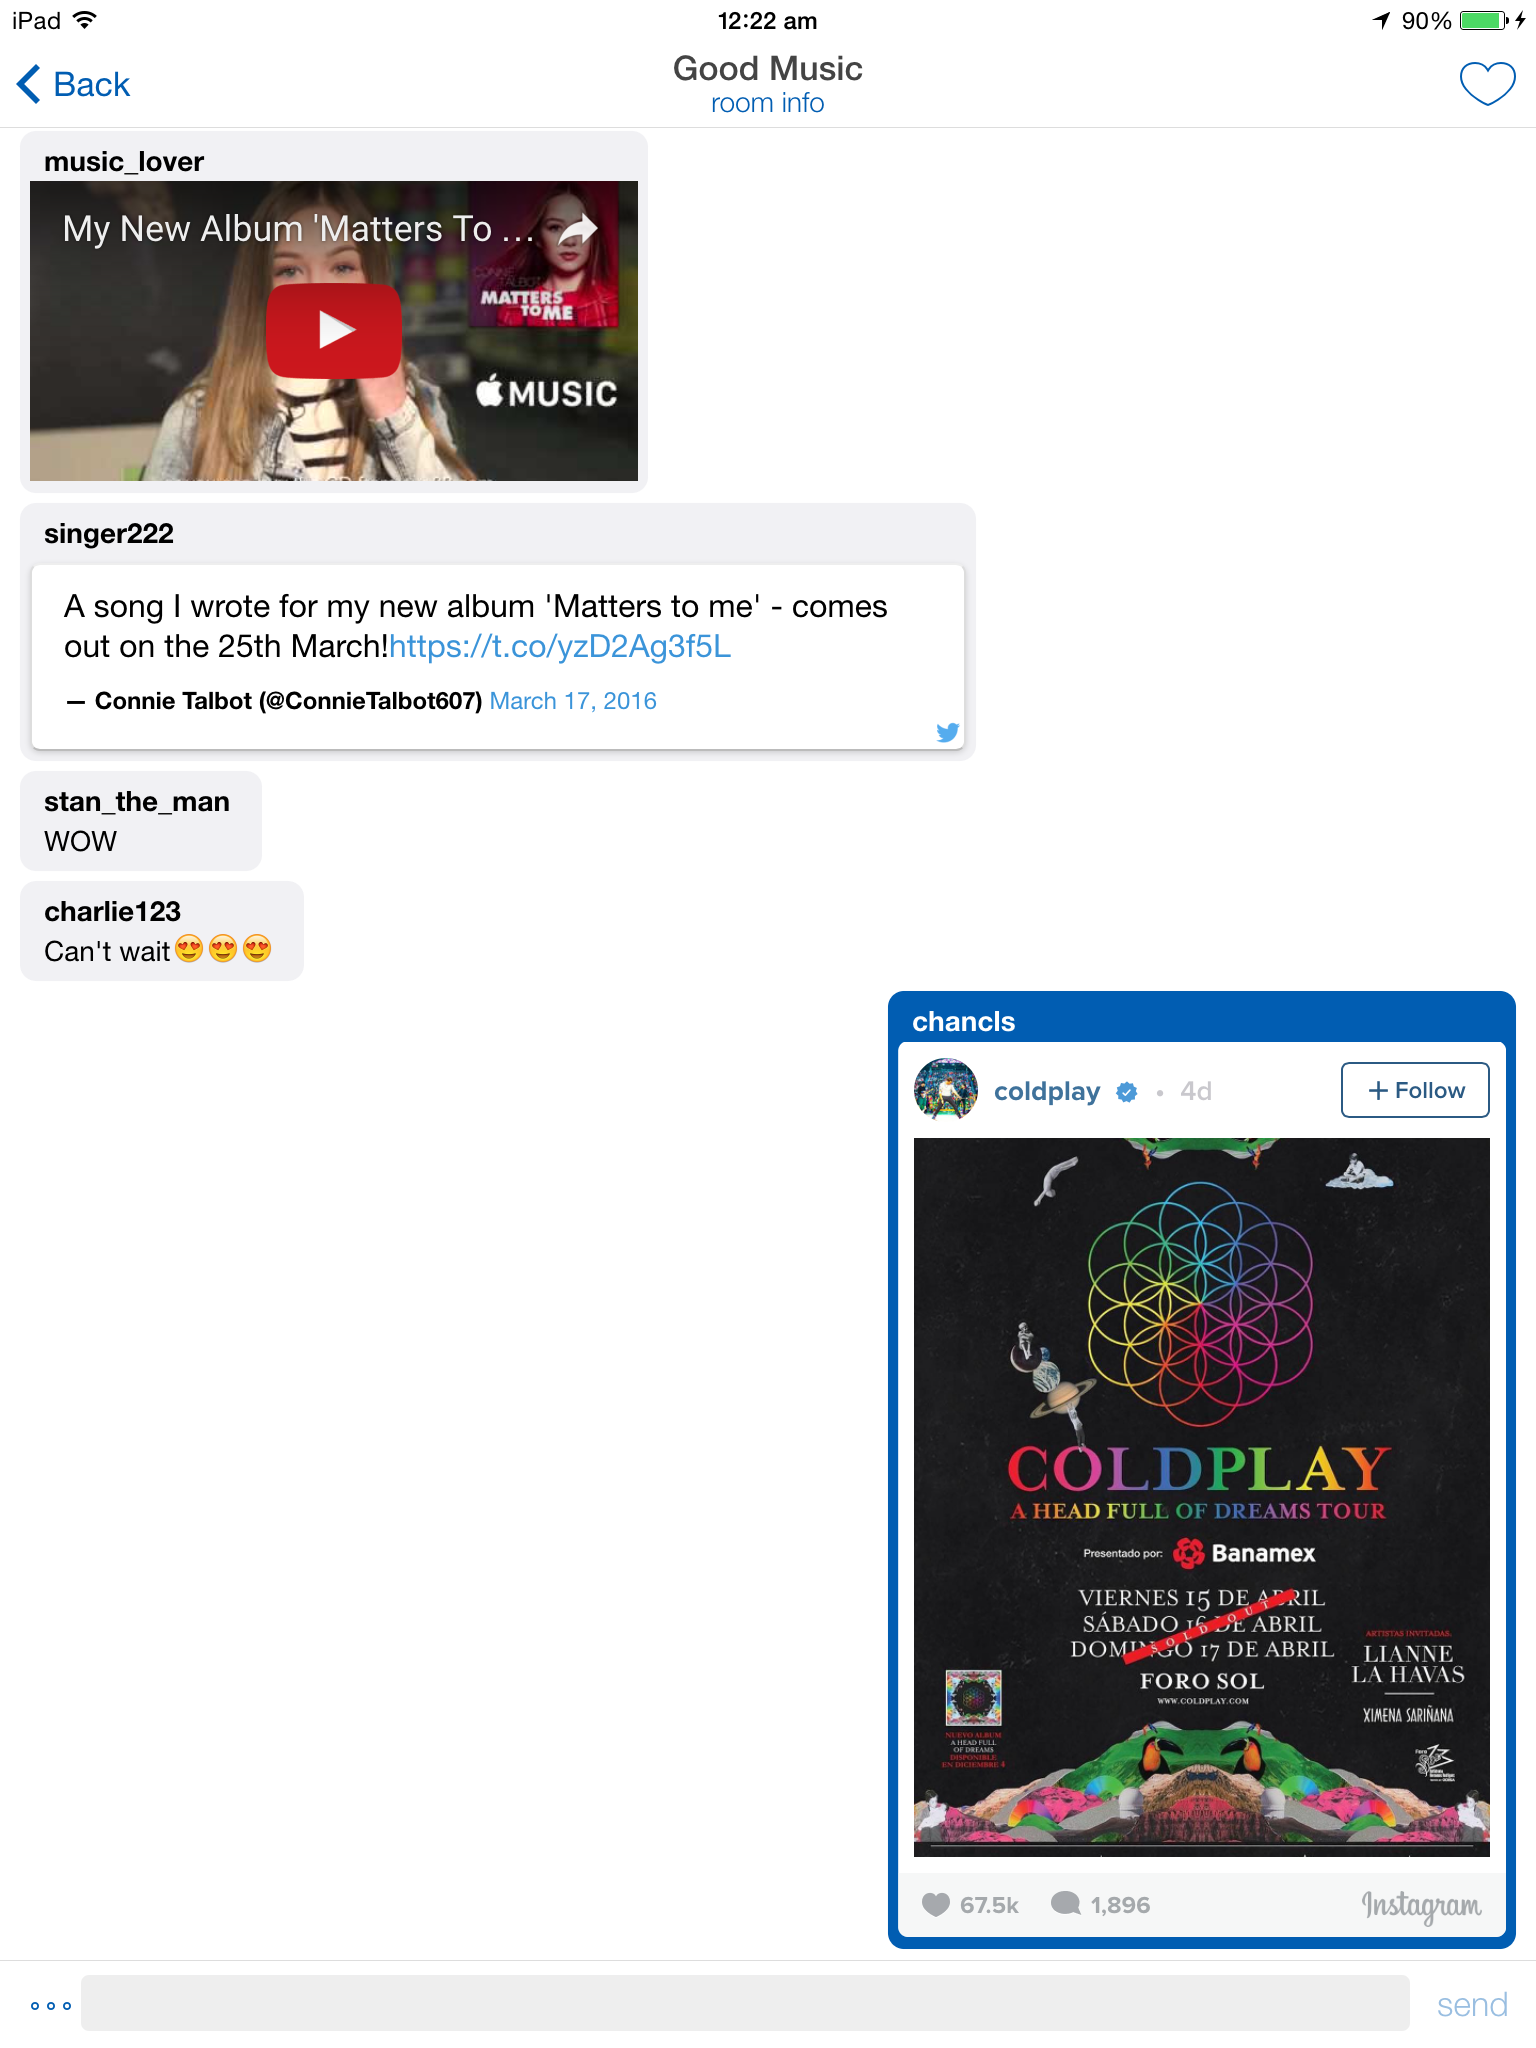 iPad 12:22 am 90%
Back
Good Music
room info
music_lover
My New Album 'Matters To ...
CONNIE
TALBOT
MATTERS
TO ME
MUSIC
singer222
A song I wrote for my new album 'Matters to me' - comes
out on the 25th March!https://t.co/yzD2Ag3f5L
— Connie Talbot (@ConnieTalbot607) March 17, 2016
stan_the_man
WOW
charlie123
Can't wait😍😍😍
chancls
coldplay • 4d
+ Follow
COLDPLAY
A HEAD FULL OF DREAMS TOUR
Presentado por: Banamex
VIERNES 15 DE ABRIL
SÁBADO 16 DE ABRIL
DOMINGO 17 DE ABRIL
SOLD OUT
FORO SOL
WWW.COLDPLAY.COM
ARTISTAS INVITADAS:
LIANNE
LA HAVAS
XIMENA SARIÑANA
NUEVO ALBUM
A HEAD FULL
OF DREAMS
DISPONIBLE
EN DICIEMBRE 4
67.5k 1,896 Instagram
send